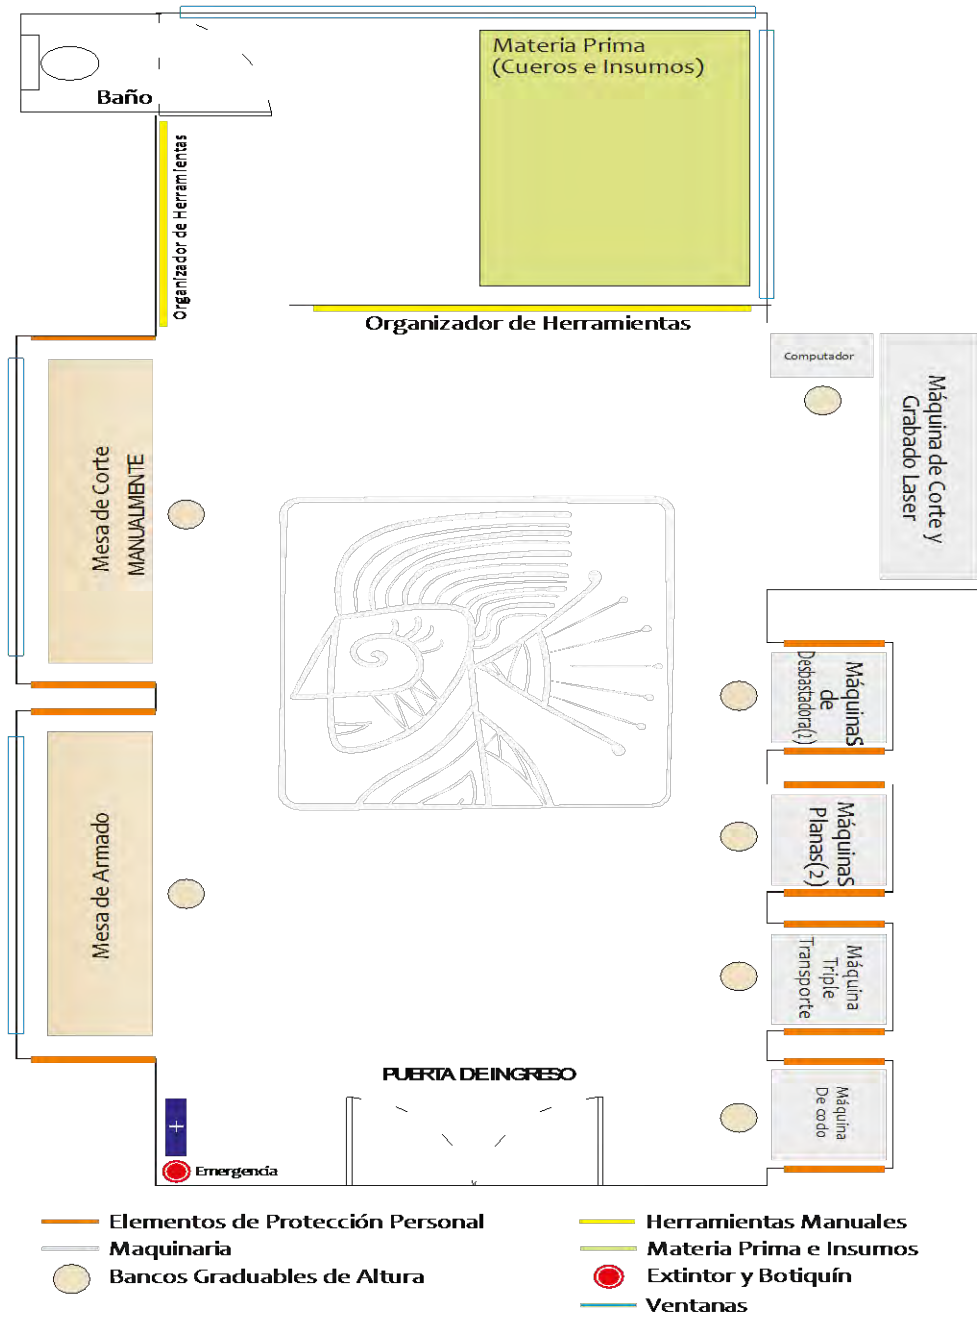 Materia Prima
(Cueros e Insumos)
Baño
Organizador de Herramientas
Organizador de Herramientas
Computador
Máquina de Corte y
Grabado Laser
Mesa de Corte
MANUALMENTE
MáquinaS
de
Desbastadora(2)
MáquinaS
Planas(2)
Mesa de Armado
Máquina
Triple
Transporte
PUERTA DE INGRESO
Máquina
De codo
+
Emergencia
Elementos de Protección Personal
Maquinaria
Bancos Graduables de Altura
Herramientas Manuales
Materia Prima e Insumos
Extintor y Botiquín
Ventanas